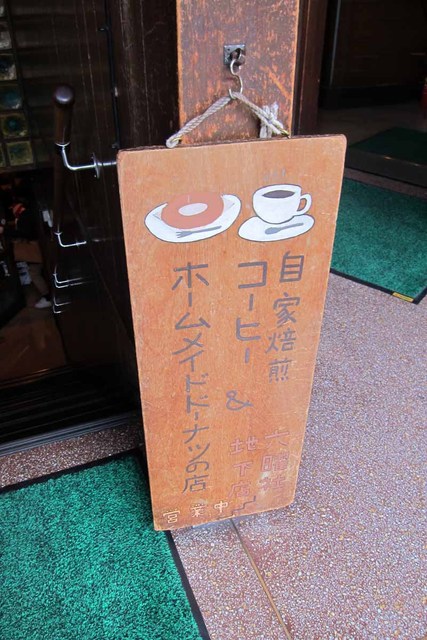 自家焙煎
コーヒー
&
ホームメイドドーナツの店
六曜社
地下店
営業中